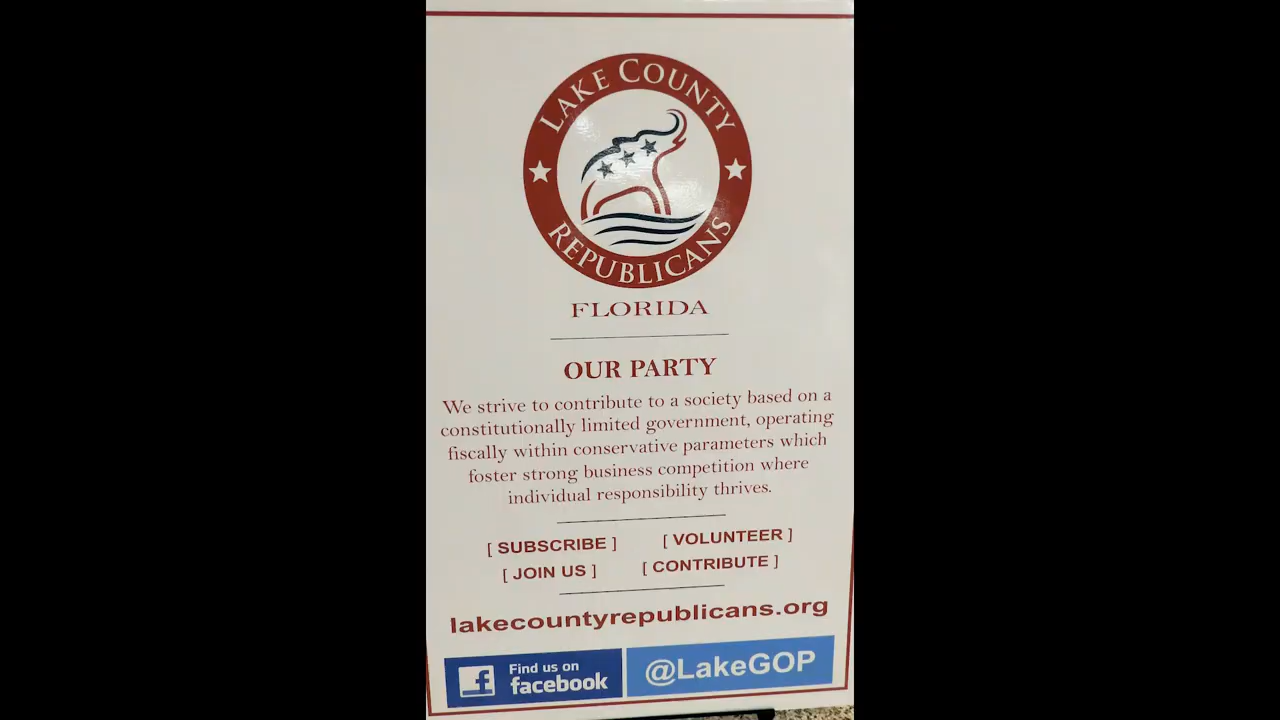 LAKE COUNTY
REPUBLICANS
FLORIDA
OUR PARTY
We strive to contribute to a society based on a
constitutionally limited government, operating
fiscally within conservative parameters which
foster strong business competition where
individual responsibility thrives.
[ SUBSCRIBE ] [ VOLUNTEER ]
[ JOIN US ] [ CONTRIBUTE ]
lakecountyrepublicans.org
f
Find us on
facebook
@LakeGOP